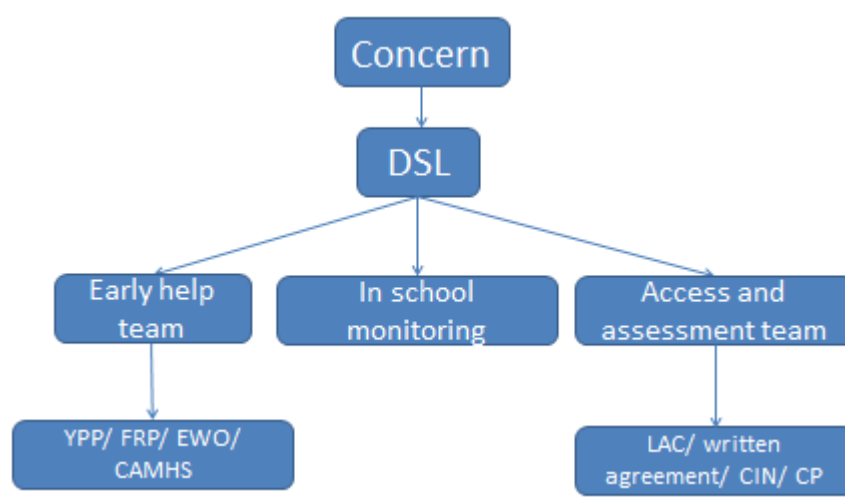 Concern
DSL
Early help
team
In school
monitoring
Access and
assessment team
YPP/ FRP/ EWO/
CAMHS
LAC/ written
agreement/ CIN/ CP